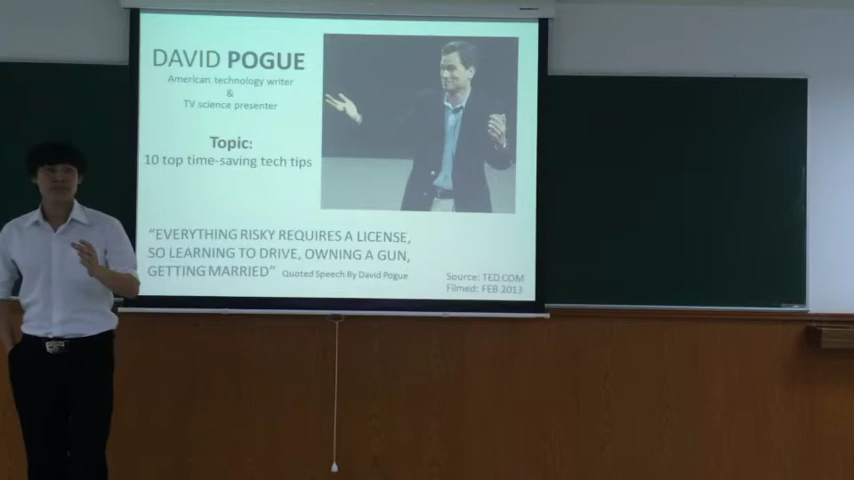 DAVID POGUE
American technology writer
&
TV science presenter
Topic:
10 top time-saving tech tips
“EVERYTHING RISKY REQUIRES A LICENSE,
SO LEARNING TO DRIVE, OWNING A GUN,
GETTING MARRIED” Quoted Speech By David Pogue
Source: TED.COM
Filmed: FEB 2013